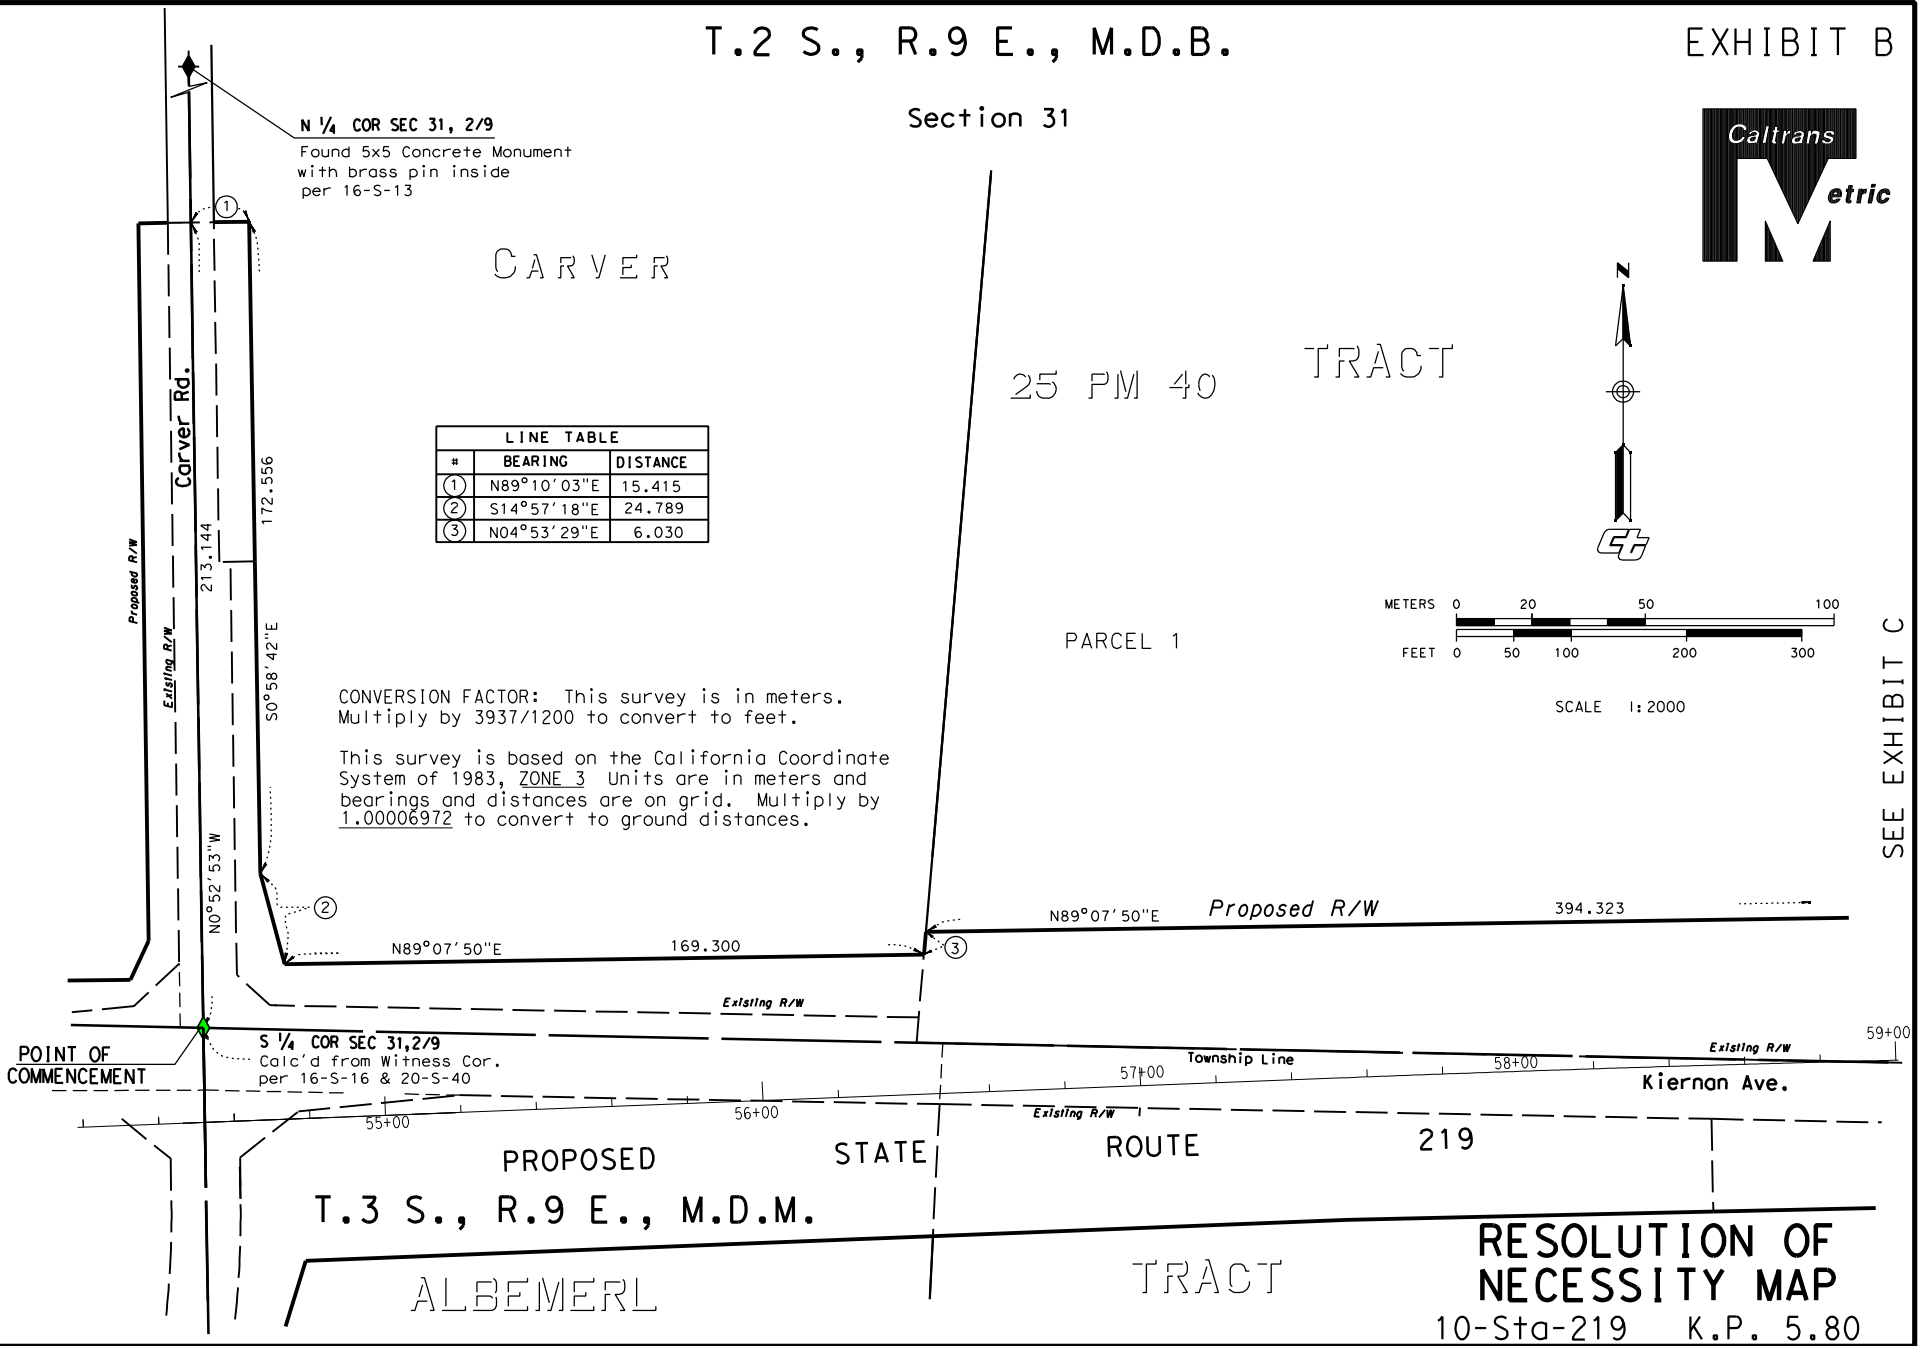 T.2 S., R.9 E., M.D.B.
EXHIBIT B
Section 31
Caltrans
Metric
N 1/4 COR SEC 31, 2/9
Found 5x5 Concrete Monument
with brass pin inside
per 16-S-13
1
CARVER
N
TRACT
25 PM 40
Carver Rd.
LINE TABLE
# BEARING DISTANCE
1 N89°10'03"E 15.415
2 S14°57'18"E 24.789
3 N04°53'29"E 6.030
172.556
213.144
Proposed R/W
Existing R/W
S0°58'42"E
N0°52'53"W
ct
METERS 0 20 50 100
FEET 0 50 100 200 300
SCALE 1:2000
PARCEL 1
SEE EXHIBIT C
CONVERSION FACTOR: This survey is in meters.
Multiply by 3937/1200 to convert to feet.
This survey is based on the California Coordinate
System of 1983, ZONE 3 Units are in meters and
bearings and distances are on grid. Multiply by
1.00006972 to convert to ground distances.
2
N89°07'50"E 169.300
3
N89°07'50"E Proposed R/W 394.323
Existing R/W
S 1/4 COR SEC 31,2/9
Calc'd from Witness Cor.
per 16-S-16 & 20-S-40
POINT OF
COMMENCEMENT
Township Line
Existing R/W
59+00
58+00
57+00
56+00
55+00
Kiernan Ave.
Existing R/W
PROPOSED STATE ROUTE 219
T.3 S., R.9 E., M.D.M.
ALBEMERL TRACT
RESOLUTION OF
NECESSITY MAP
10-Sta-219 K.P. 5.80